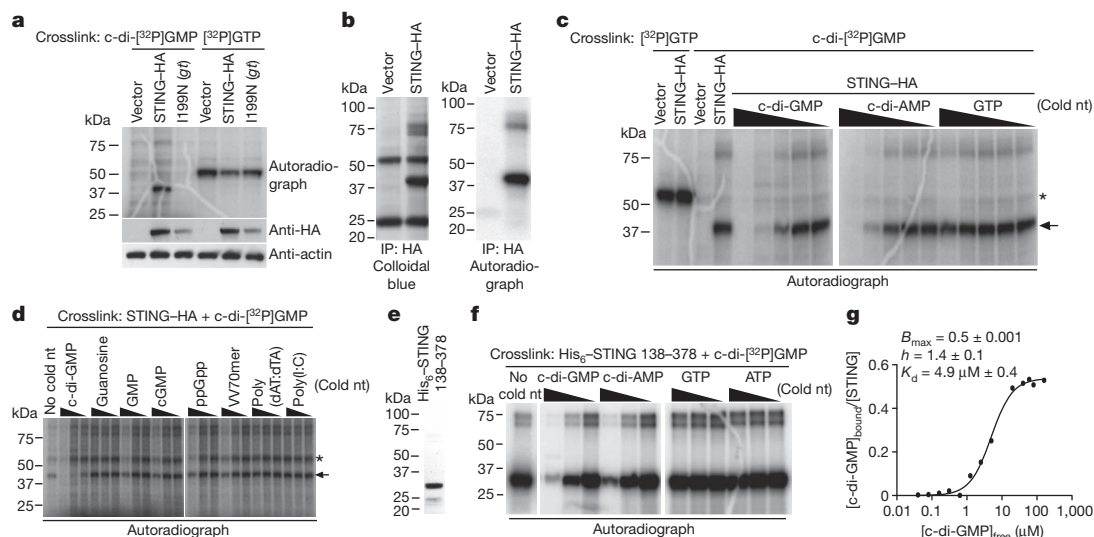 a
Crosslink: c-di-[32P]GMP [32P]GTP
Vector
STING–HA
I199N (gt)
Vector
STING–HA
I199N (gt)
kDa
75
50
37
25
Autoradio-
graph
Anti-HA
Anti-actin
b
Vector
STING–HA
Vector
STING–HA
kDa
100
75
50
37
25
20
kDa
100
75
50
37
25
20
IP: HA
Colloidal
blue
IP: HA
Autoradio-
graph
c
Crosslink: [32P]GTP c-di-[32P]GMP
Vector
STING–HA
Vector
STING–HA
STING–HA
c-di-GMP c-di-AMP GTP (Cold nt)
kDa
75
50
37
*
Autoradiograph
d
Crosslink: STING–HA + c-di-[32P]GMP
No cold nt
c-di-GMP
Guanosine
GMP
cGMP
ppGpp
VV70mer
Poly
(dAT:dTA)
Poly(I:C)
(Cold nt)
kDa
75
50
37
25
*
Autoradiograph
e
His6–STING
138–378
kDa
100
75
50
37
25
20
f
Crosslink: His6–STING 138–378 + c-di-[32P]GMP
No
cold nt
c-di-GMP c-di-AMP GTP ATP (Cold nt)
kDa
75
50
37
25
Autoradiograph
g
Bmax = 0.5 ± 0.001
h = 1.4 ± 0.1
Kd = 4.9 μM ± 0.4
[c-di-GMP]bound/[STING]
0.6
0.2
0
0.01 0.1 1 10 100 1,000
[c-di-GMP]free (μM)